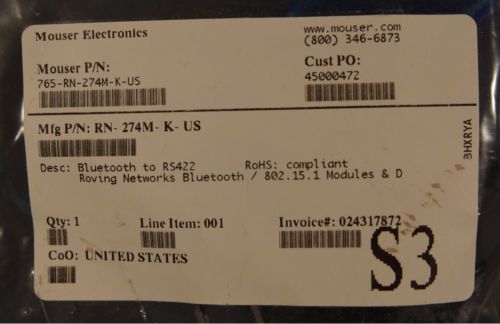 Mouser Electronics
www.mouser.com
(800) 346-6873
Mouser P/N:
765-RN-274M-K-US
Cust PO:
45000472
Mfg P/N: RN- 274M- K- US
BHXRYA
Desc: Bluetooth to RS422 RoHS: compliant
Roving Networks Bluetooth / 802.15.1 Modules & D
Qty: 1
Line Item: 001
Invoice#: 024317872
CoO: UNITED STATES
S3